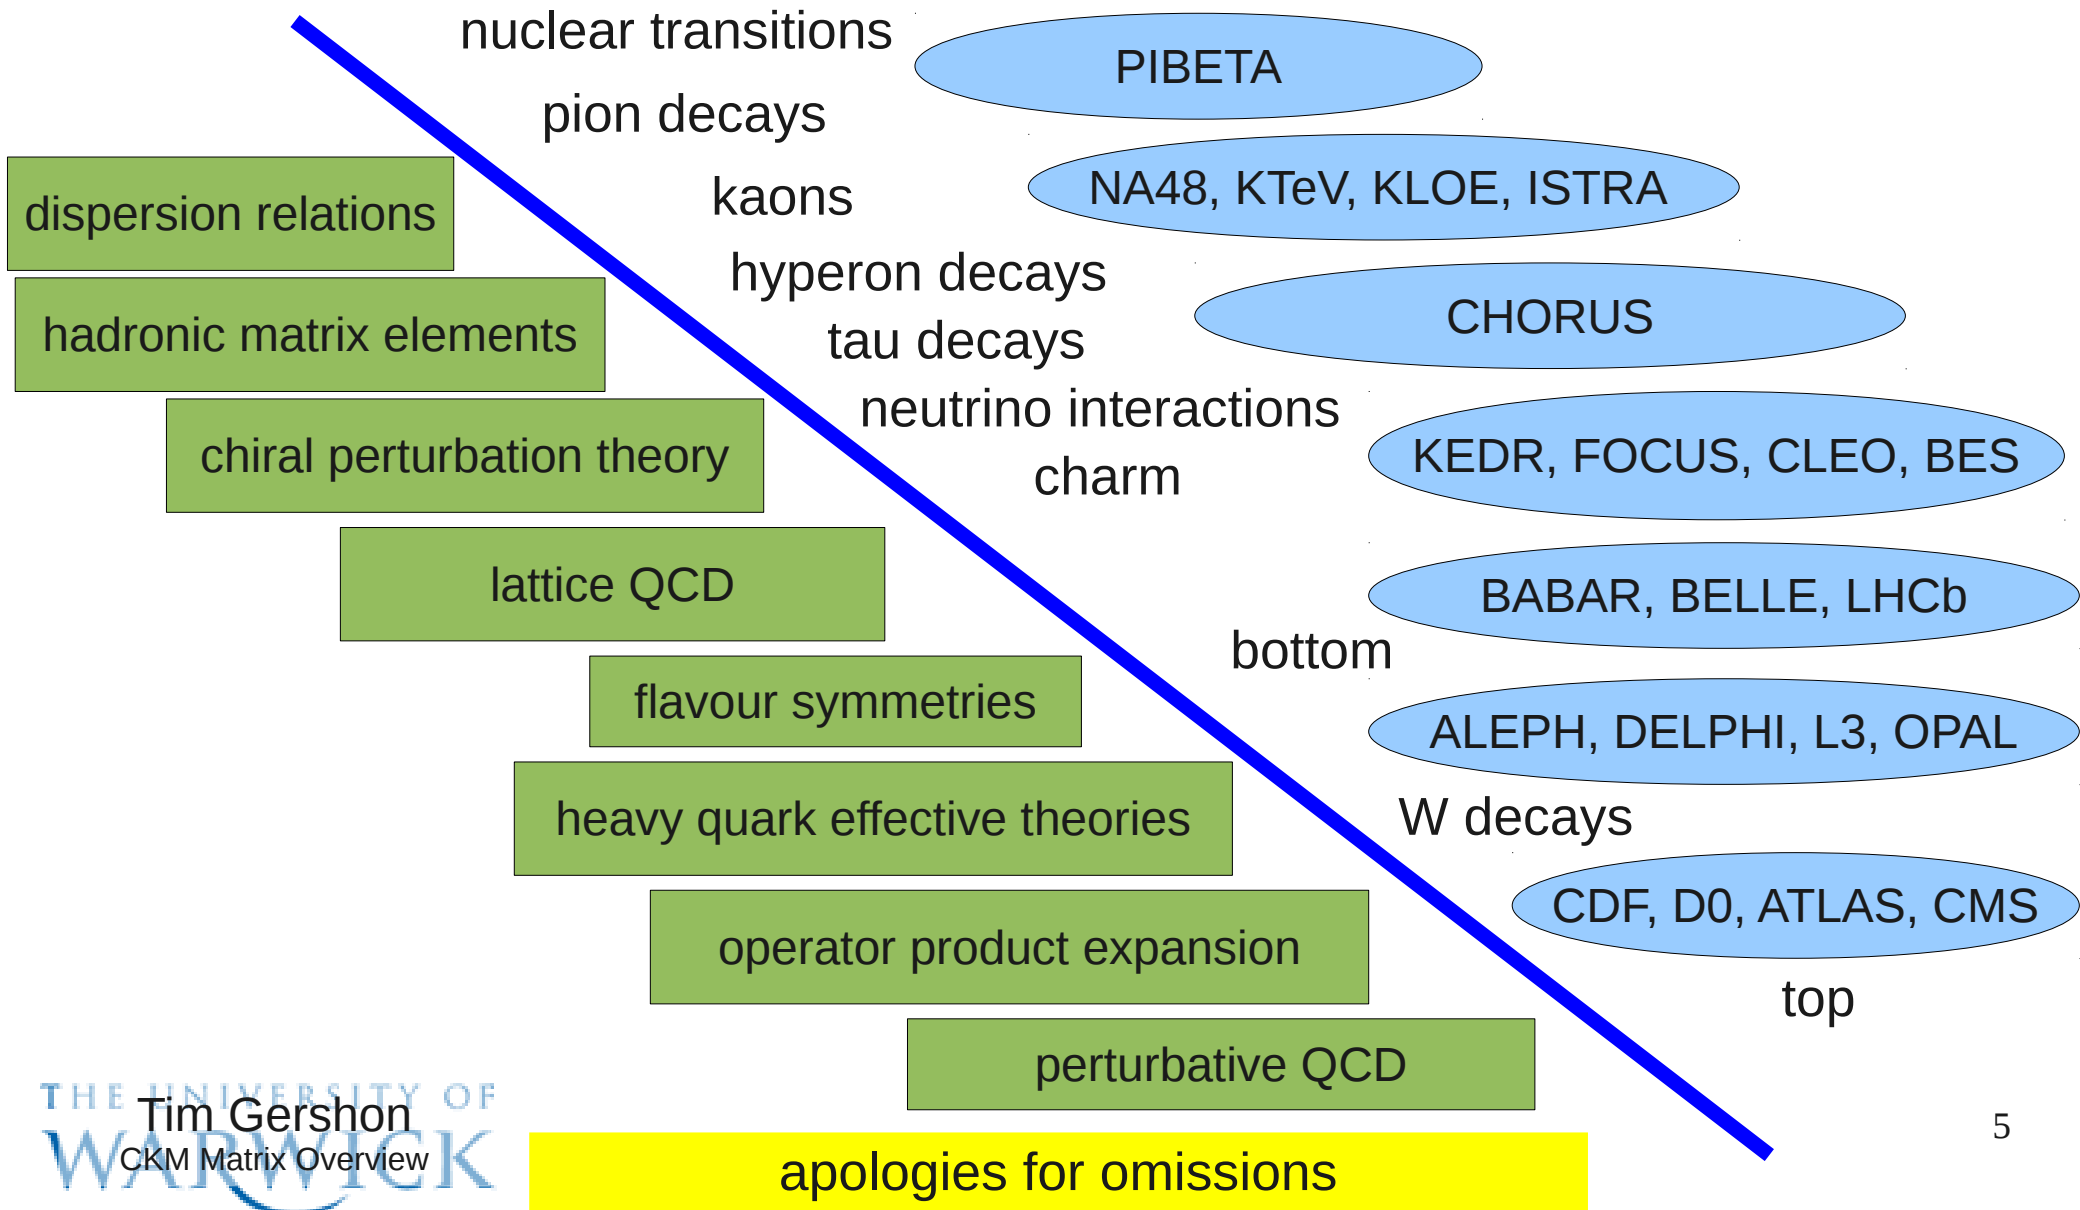 nuclear transitions
PIBETA
pion decays
NA48, KTeV, KLOE, ISTRA
kaons
dispersion relations
hyperon decays
CHORUS
hadronic matrix elements
tau decays
neutrino interactions
KEDR, FOCUS, CLEO, BES
chiral perturbation theory
charm
lattice QCD
BABAR, BELLE, LHCb
bottom
flavour symmetries
ALEPH, DELPHI, L3, OPAL
heavy quark effective theories
W decays
CDF, D0, ATLAS, CMS
operator product expansion
top
perturbative QCD
THE UNIVERSITY OF
WARWICK
Tim Gershon
CKM Matrix Overview
5
apologies for omissions